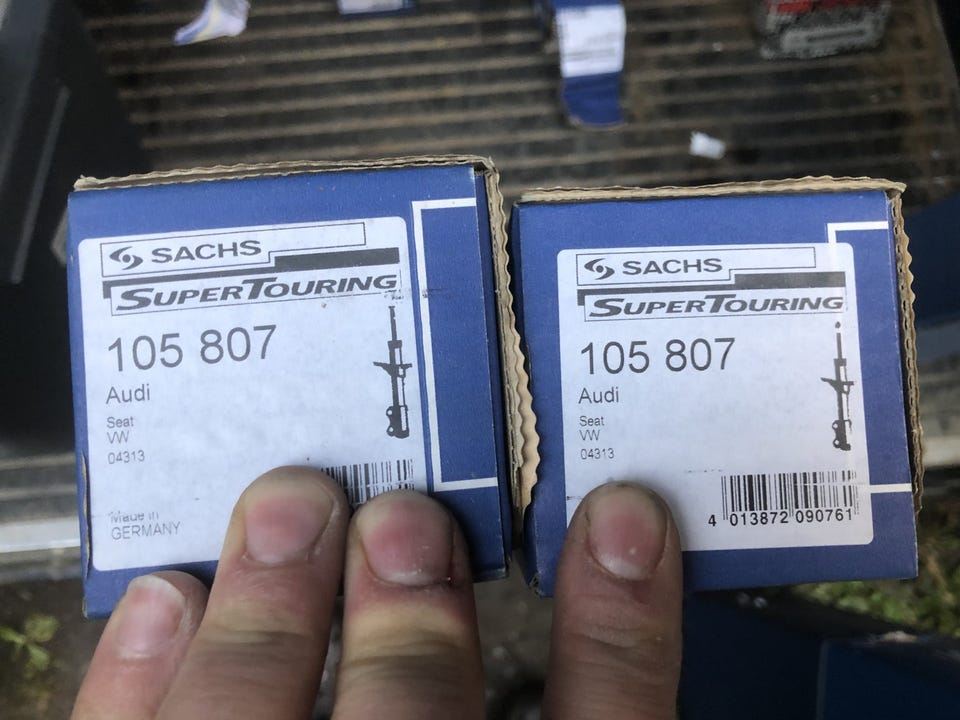 SACHS
SUPERTOURING
105 807
Audi
Seat
VW
04313
Made in
GERMANY
SACHS
SUPERTOURING
105 807
Audi
Seat
VW
04313
4 013872 090761